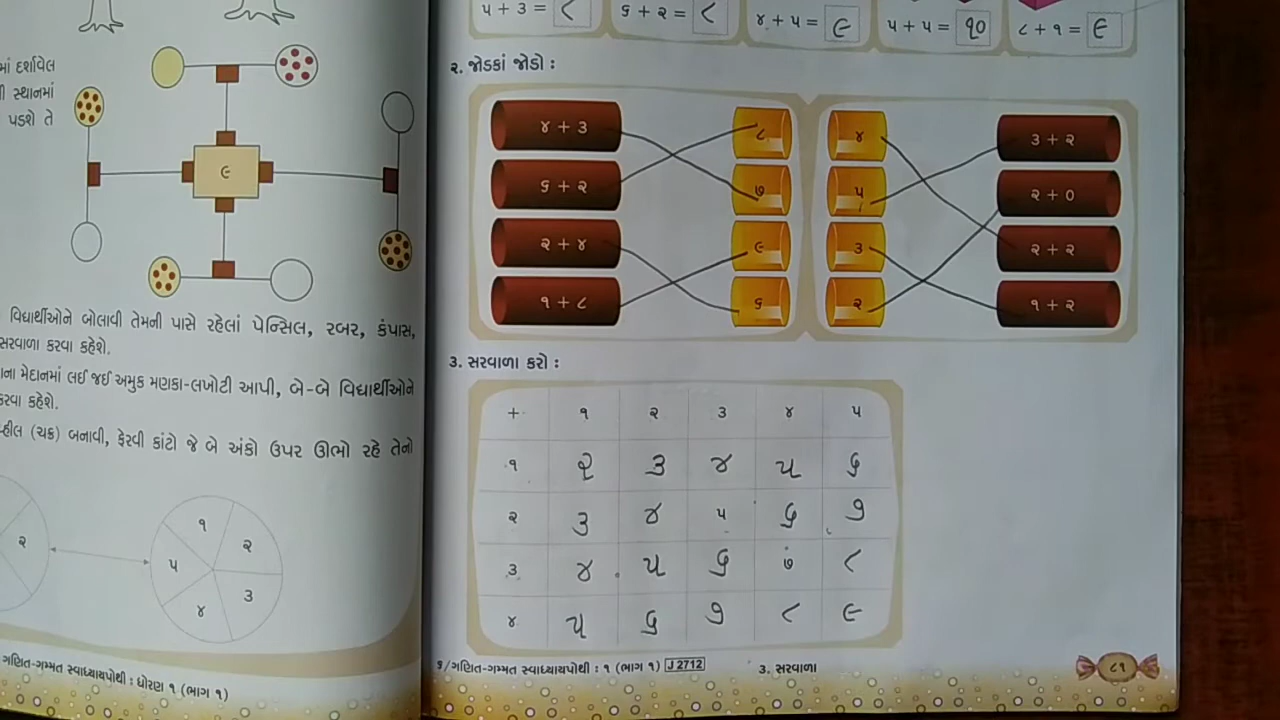 માં દર્શાવેલ
ી સ્થાનમાં
પડશે તે
૯
વિદ્યાર્થીઓને બોલાવી તેમની પાસે રહેલાં પેન્સિલ, રબર, કંપાસ,
સરવાળા કરવા કહેશે.
ના મેદાનમાં લઈ જઈ અમુક મણકા-લખોટી આપી, બે-બે વિદ્યાર્થીઓને
કરવા કહેશે.
(ચક્ર) બનાવી, ફેરવી કાંટો જે બે અંકો ઉપર ઊભો રહે તેનો
૨
૧ ૨ ૩ ૪ ૫
ગણિત-ગમ્મત સ્વાધ્યાયપોથી : ધોરણ ૧ (ભાગ ૧)
૫ + ૩ = ૮ ૬ + ૨ = ૮ ૪ + ૫ = ૯ ૫ + ૫ = ૧૦ ૮ + ૧ = ૯
૨. જોડકાં જોડો :
૪ + ૩ ૮ ૪ ૩ + ૨
૬ + ૨ ૭ ૫ ૨ + ૦
૨ + ૪ ૯ ૩ ૨ + ૨
૧ + ૮ ૬ ૨ ૧ + ૨
૩. સરવાળા કરો :
+ ૧ ૨ ૩ ૪ ૫
૧ ૨ ૩ ૪ ૫ ૬
૨ ૩ ૪ ૫ ૬ ૭
૩ ૪ ૫ ૬ ૭ ૮
૪ ૫ ૬ ૭ ૮ ૯
૬/ગણિત-ગમ્મત સ્વાધ્યાયપોથી : ૧ (ભાગ ૧) J 2712 ૩. સરવાળા ૮૧